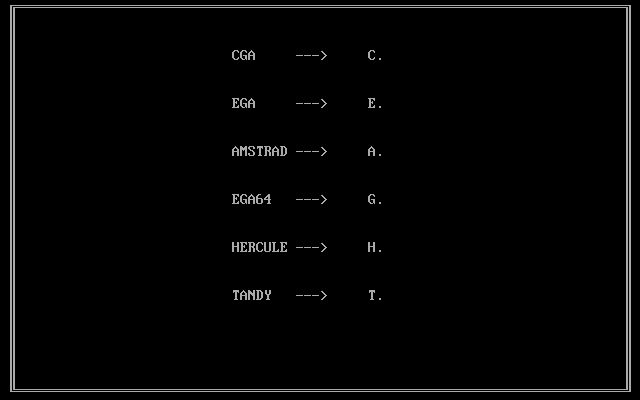 CGA ---> C.
EGA ---> E.
AMSTRAD ---> A.
EGA64 ---> G.
HERCULE ---> H.
TANDY ---> T.